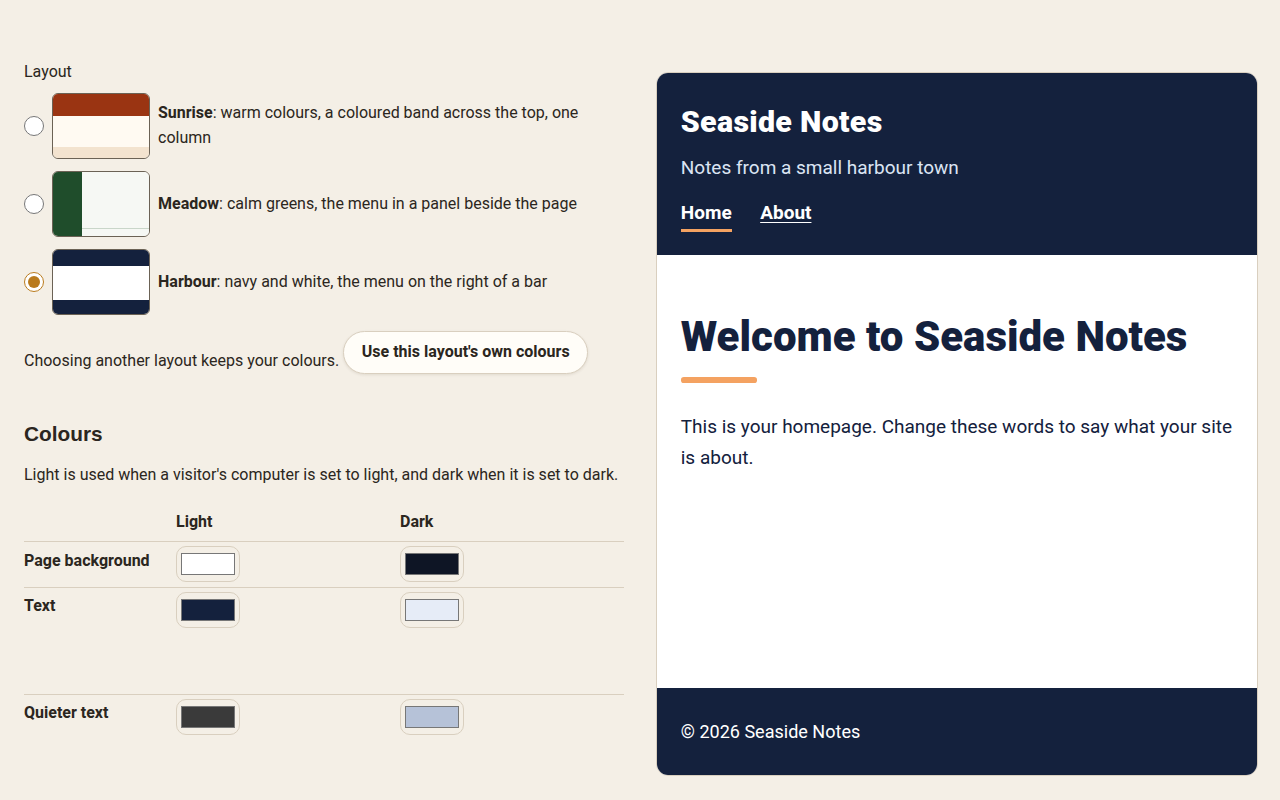 Layout
Sunrise: warm colours, a coloured band across the top, one
column
Meadow: calm greens, the menu in a panel beside the page
Harbour: navy and white, the menu on the right of a bar
Choosing another layout keeps your colours. Use this layout's own colours
Colours
Light is used when a visitor's computer is set to light, and dark when it is set to dark.
Light Dark
Page background
Text
Quieter text
Seaside Notes
Notes from a small harbour town
Home About
Welcome to Seaside Notes
This is your homepage. Change these words to say what your site
is about.
© 2026 Seaside Notes